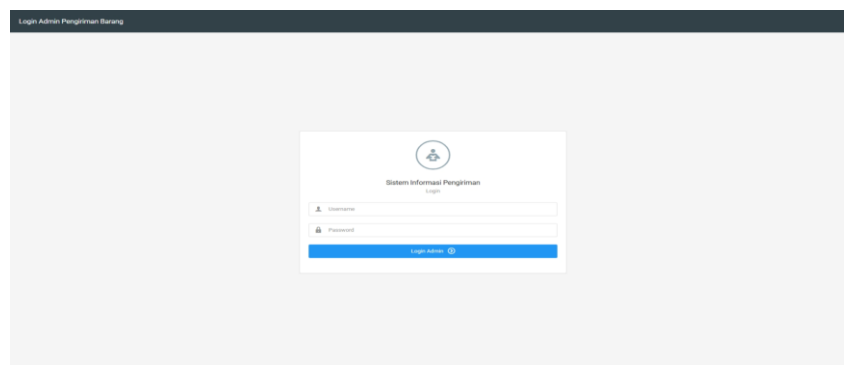 Login Admin Pengiriman Barang
Sistem Informasi Pengiriman
Login
Username
Password
Login Admin